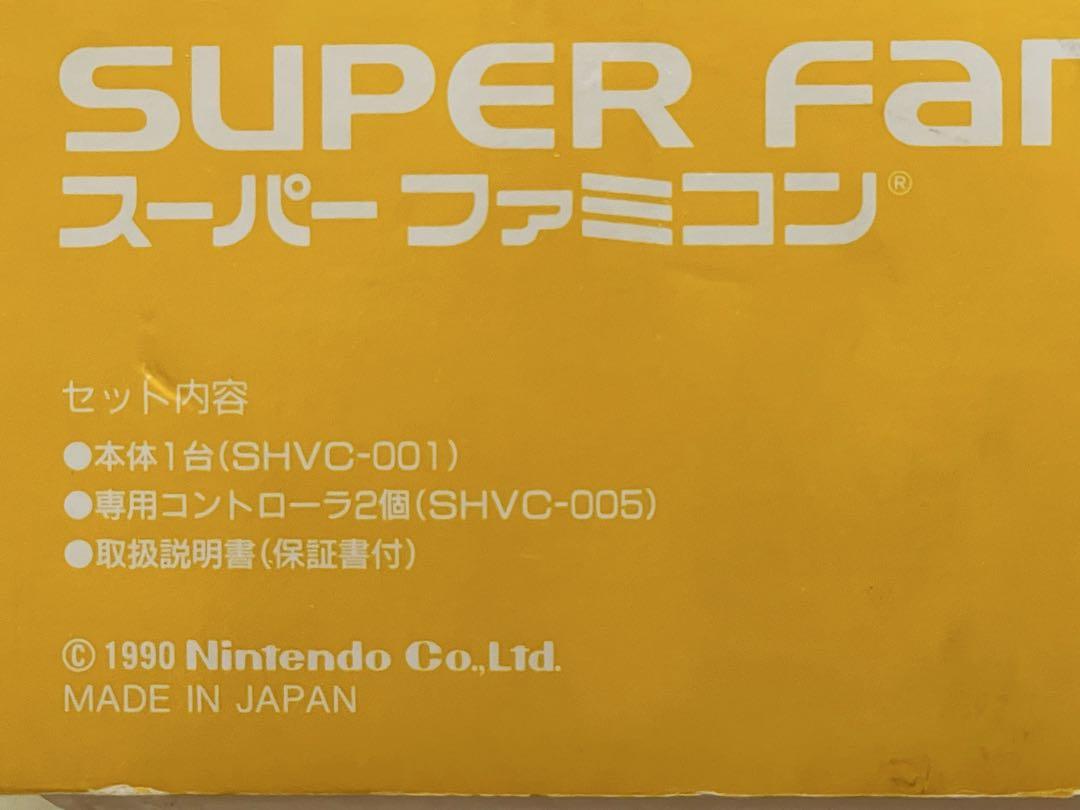 SUPER Fa
スーパーファミコン®
セット内容
●本体1台(SHVC-001)
●専用コントローラ2個(SHVC-005)
●取扱説明書(保証書付)
© 1990 Nintendo Co.,Ltd.
MADE IN JAPAN